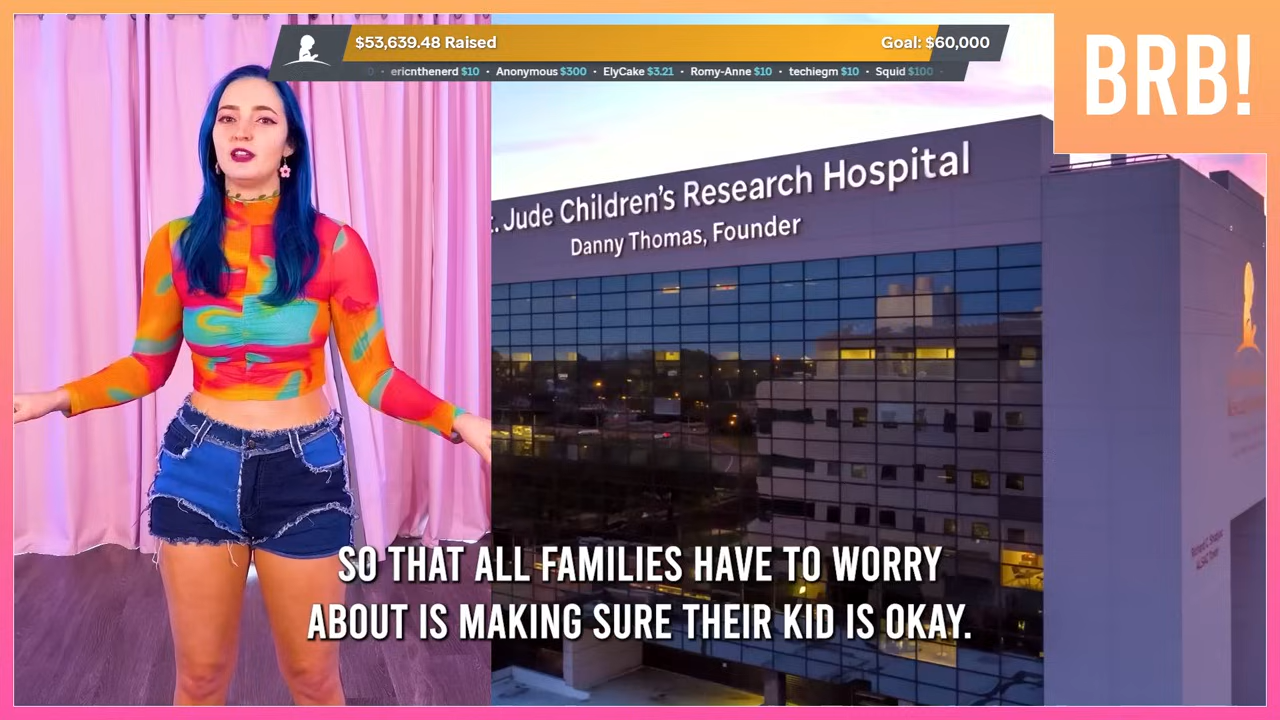 $53,639.48 Raised
Goal: $60,000
ericnthenerd $10 · Anonymous $300 · ElyCake $3.21 · Romy-Anne $10 · techiegm $10 · Squid $100
BRB!
. Jude Children's Research Hospital
Danny Thomas, Founder
SO THAT ALL FAMILIES HAVE TO WORRY
ABOUT IS MAKING SURE THEIR KID IS OKAY.